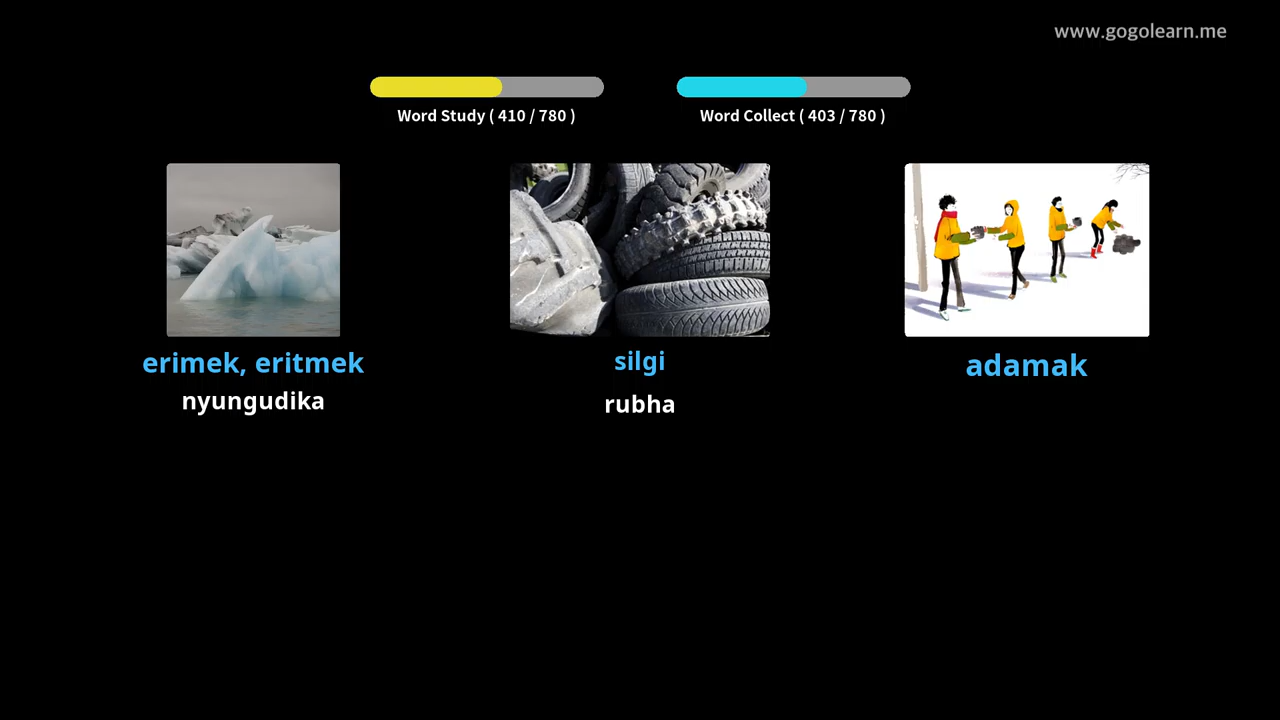 www.gogolearn.me
Word Study ( 410 / 780 )
Word Collect ( 403 / 780 )
erimek, eritmek
nyungudika
silgi
rubha
adamak